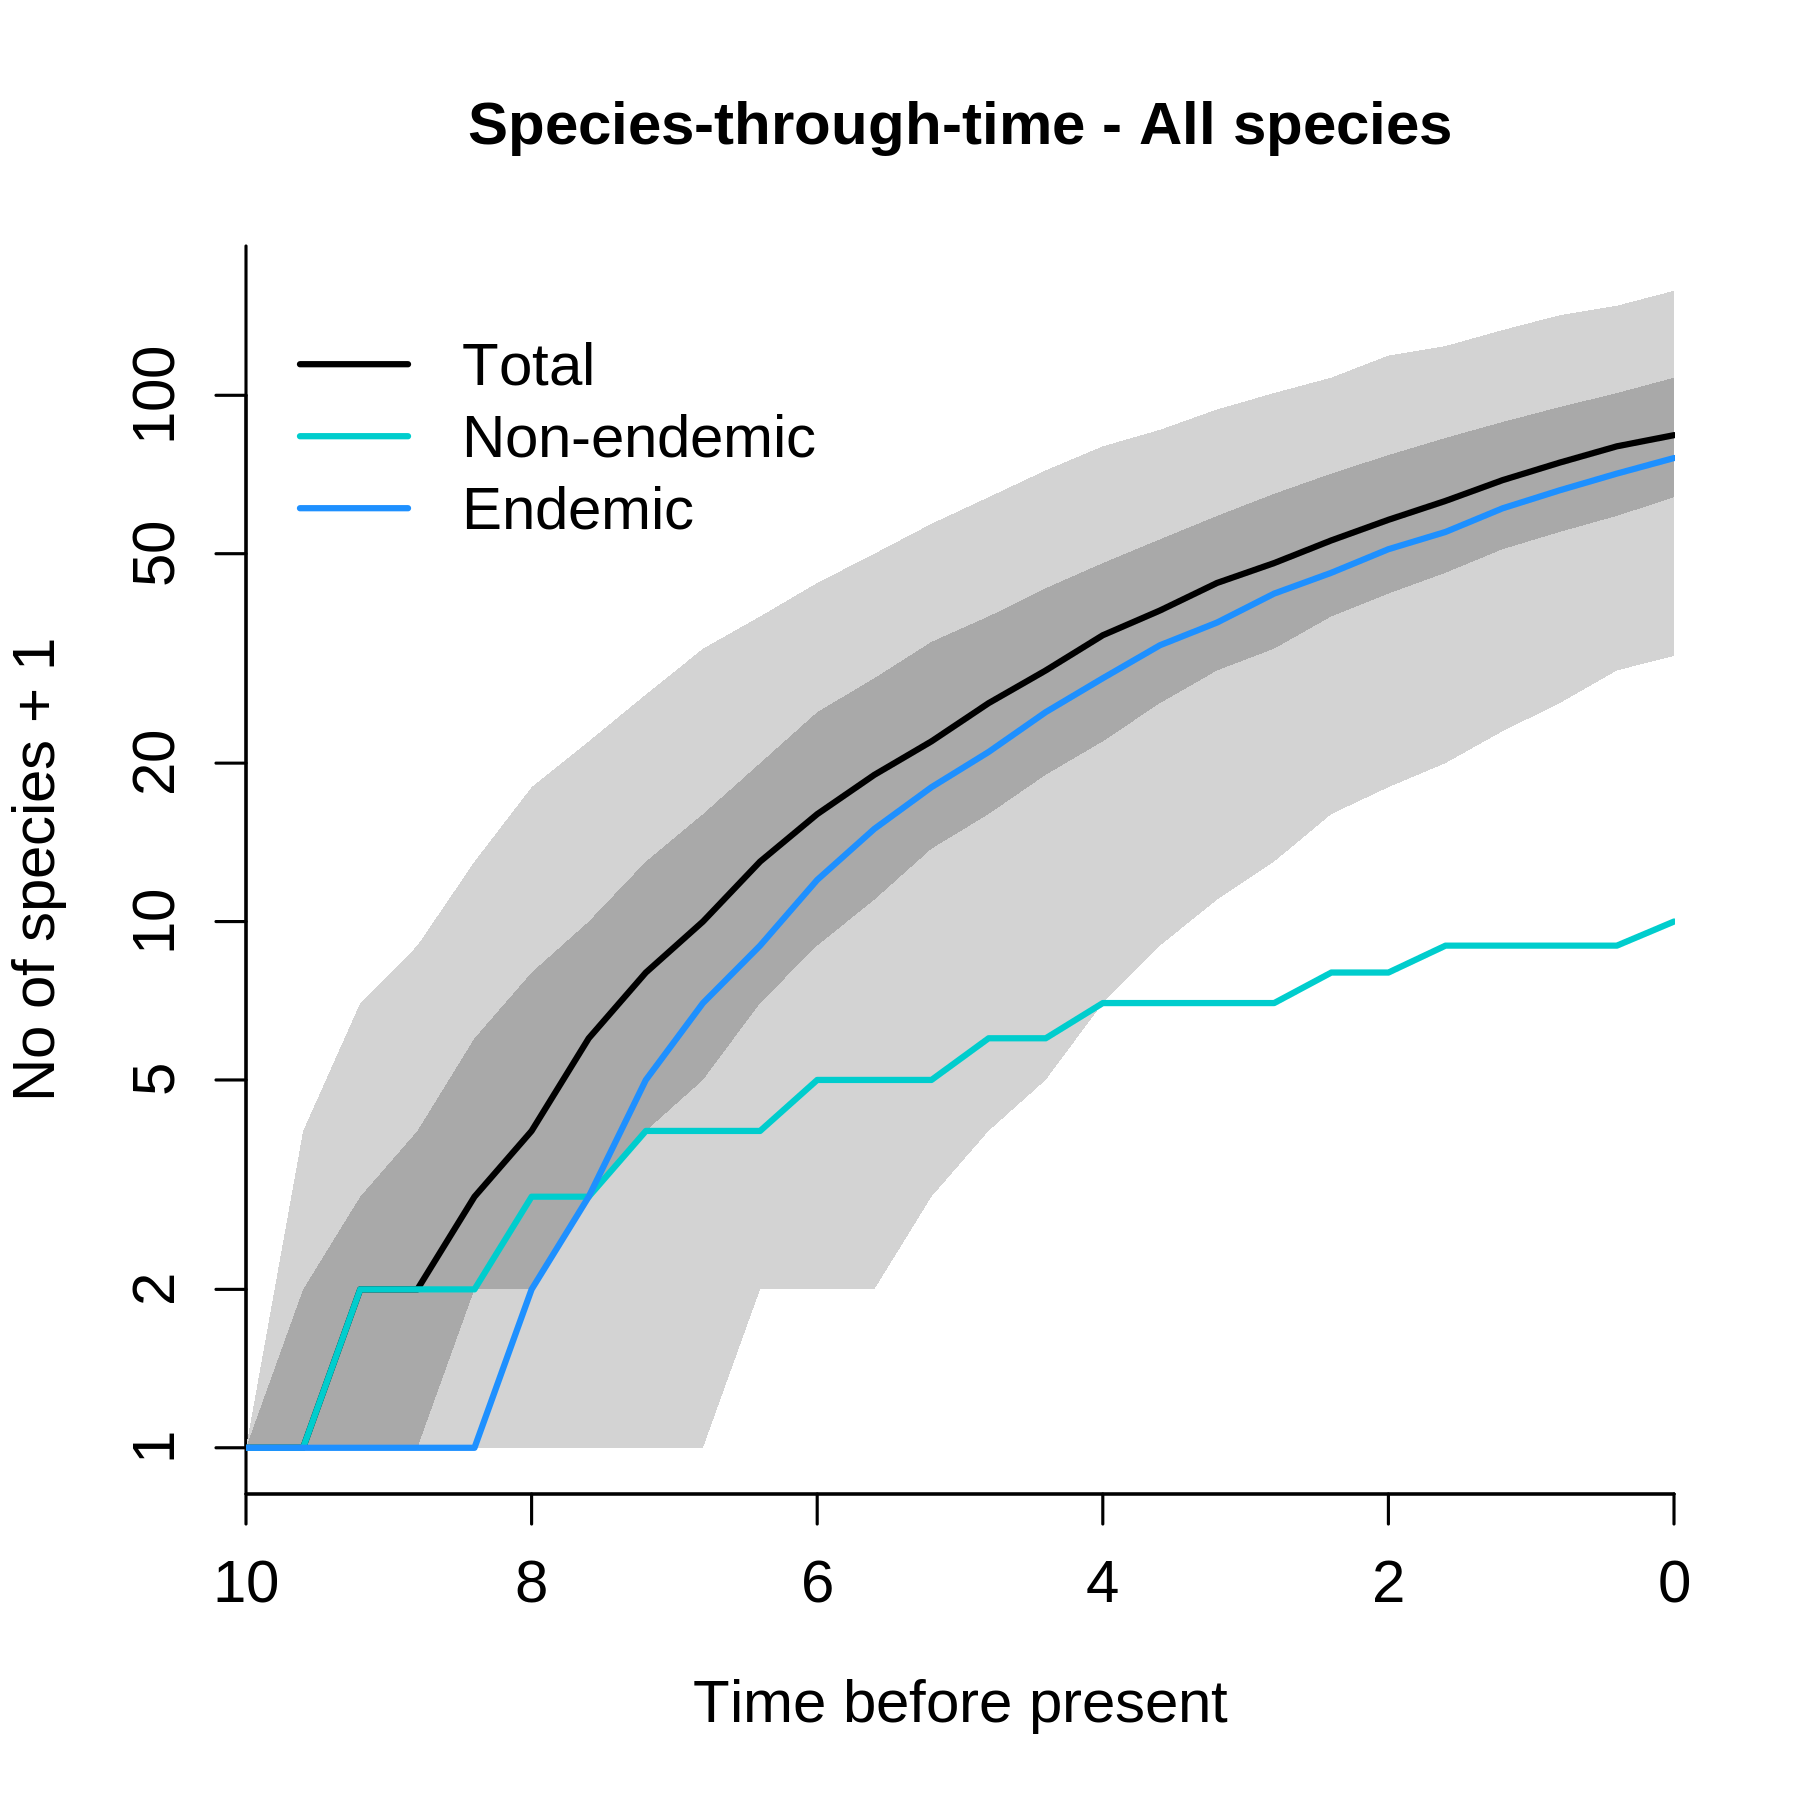 Species-through-time - All species
Total
Non-endemic
Endemic
No of species + 1
100
50
20
10
5
2
1
10 8 6 4 2 0
Time before present